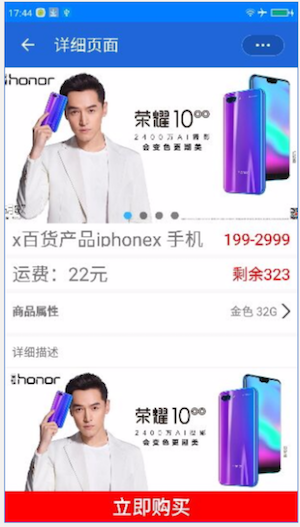 17:44
详细页面
honor
荣耀10
2400万AI摄影
会变色更潮美
x百货产品iphonex 手机 199-2999
运费：22元 剩余323
商品属性 金色 32G
详细描述
honor
荣耀10
2400万AI摄影
会变色更潮美
立即购买